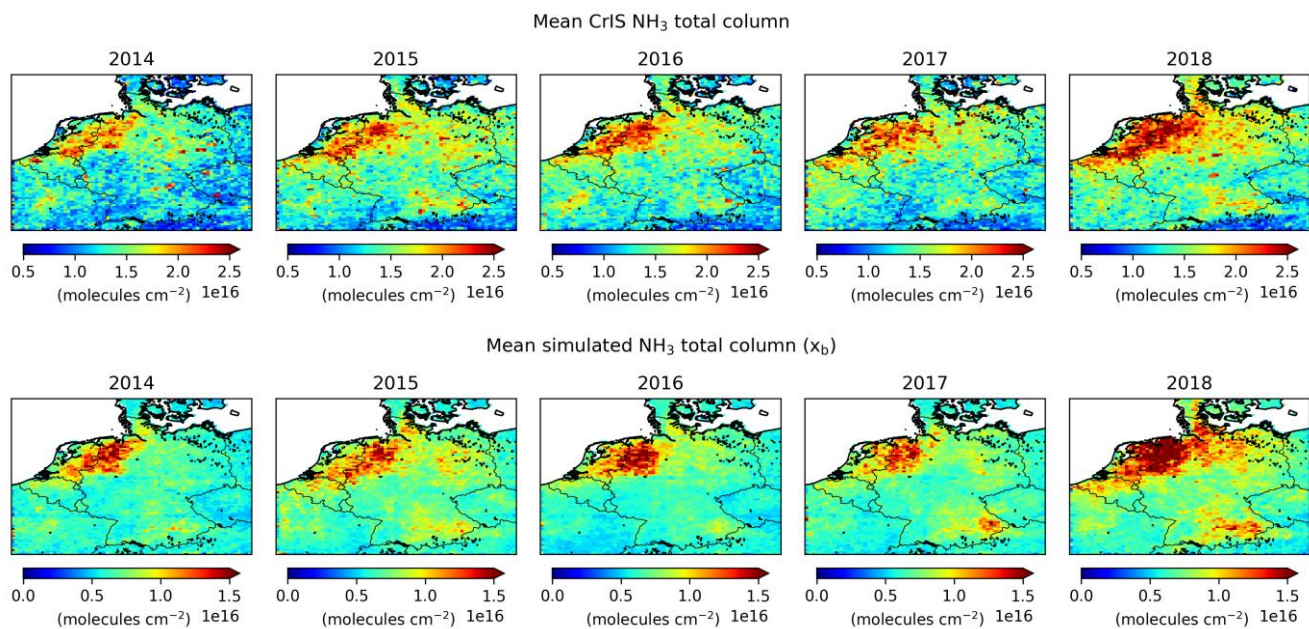 Mean CrIS NH₃ total column
2014 2015 2016 2017 2018
0.5 1.0 1.5 2.0 2.5 0.5 1.0 1.5 2.0 2.5 0.5 1.0 1.5 2.0 2.5 0.5 1.0 1.5 2.0 2.5 0.5 1.0 1.5 2.0 2.5
(molecules cm⁻²) 1e16 (molecules cm⁻²) 1e16 (molecules cm⁻²) 1e16 (molecules cm⁻²) 1e16 (molecules cm⁻²) 1e16
Mean simulated NH₃ total column (x_b)
2014 2015 2016 2017 2018
0.0 0.5 1.0 1.5 0.0 0.5 1.0 1.5 0.0 0.5 1.0 1.5 0.0 0.5 1.0 1.5 0.0 0.5 1.0 1.5
(molecules cm⁻²) 1e16 (molecules cm⁻²) 1e16 (molecules cm⁻²) 1e16 (molecules cm⁻²) 1e16 (molecules cm⁻²) 1e16